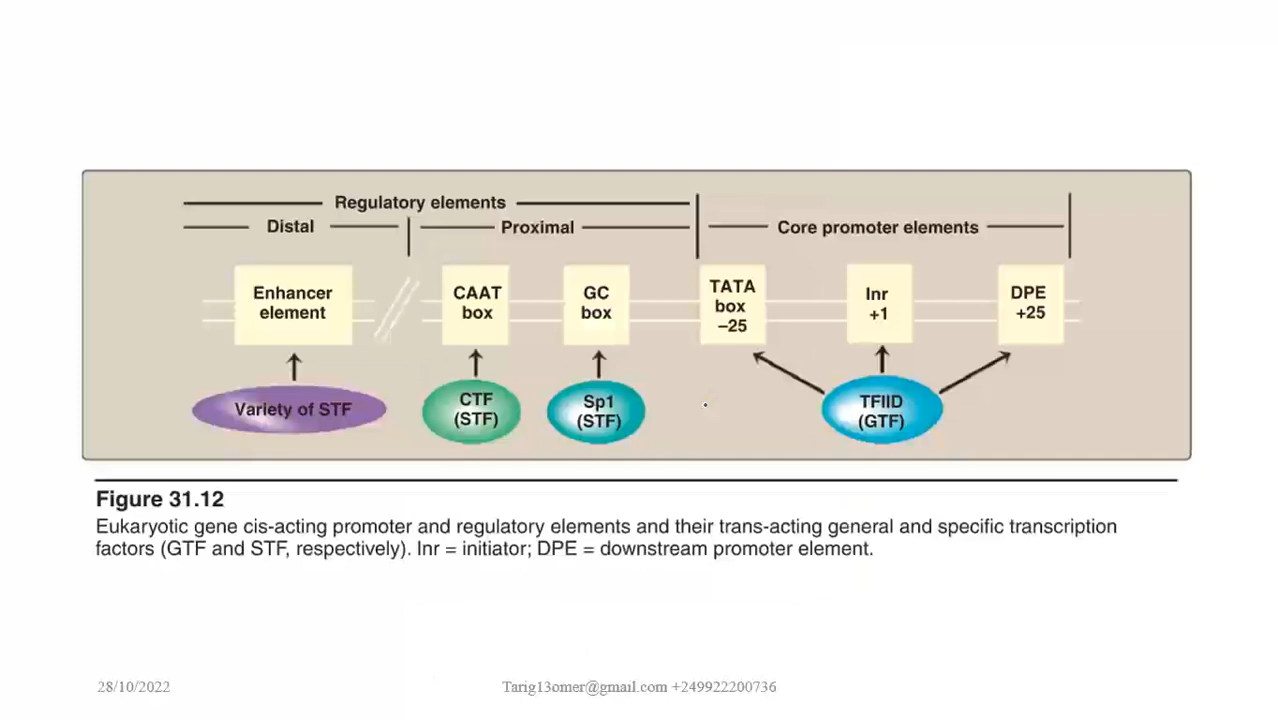 Regulatory elements
Distal
Proximal
Core promoter elements
Enhancer
element
CAAT
box
GC
box
TATA
box
–25
Inr
+1
DPE
+25
Variety of STF
CTF
(STF)
Sp1
(STF)
TFIID
(GTF)
Figure 31.12
Eukaryotic gene cis-acting promoter and regulatory elements and their trans-acting general and specific transcription
factors (GTF and STF, respectively). Inr = initiator; DPE = downstream promoter element.
28/10/2022
Tarig13omer@gmail.com +249922200736